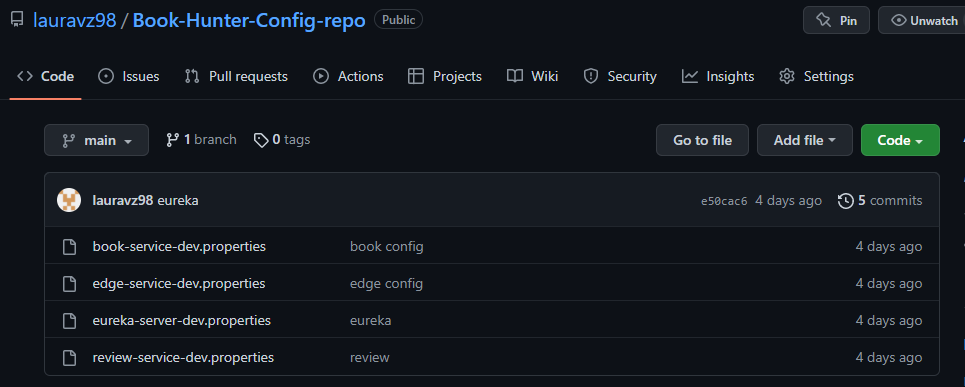 lauravz98 / Book-Hunter-Config-repo Public Pin Unwatch
Code Issues Pull requests Actions Projects Wiki Security Insights Settings
main 1 branch 0 tags Go to file Add file Code
lauravz98 eureka e50cac6 4 days ago 5 commits
book-service-dev.properties book config 4 days ago
edge-service-dev.properties edge config 4 days ago
eureka-server-dev.properties eureka 4 days ago
review-service-dev.properties review 4 days ago